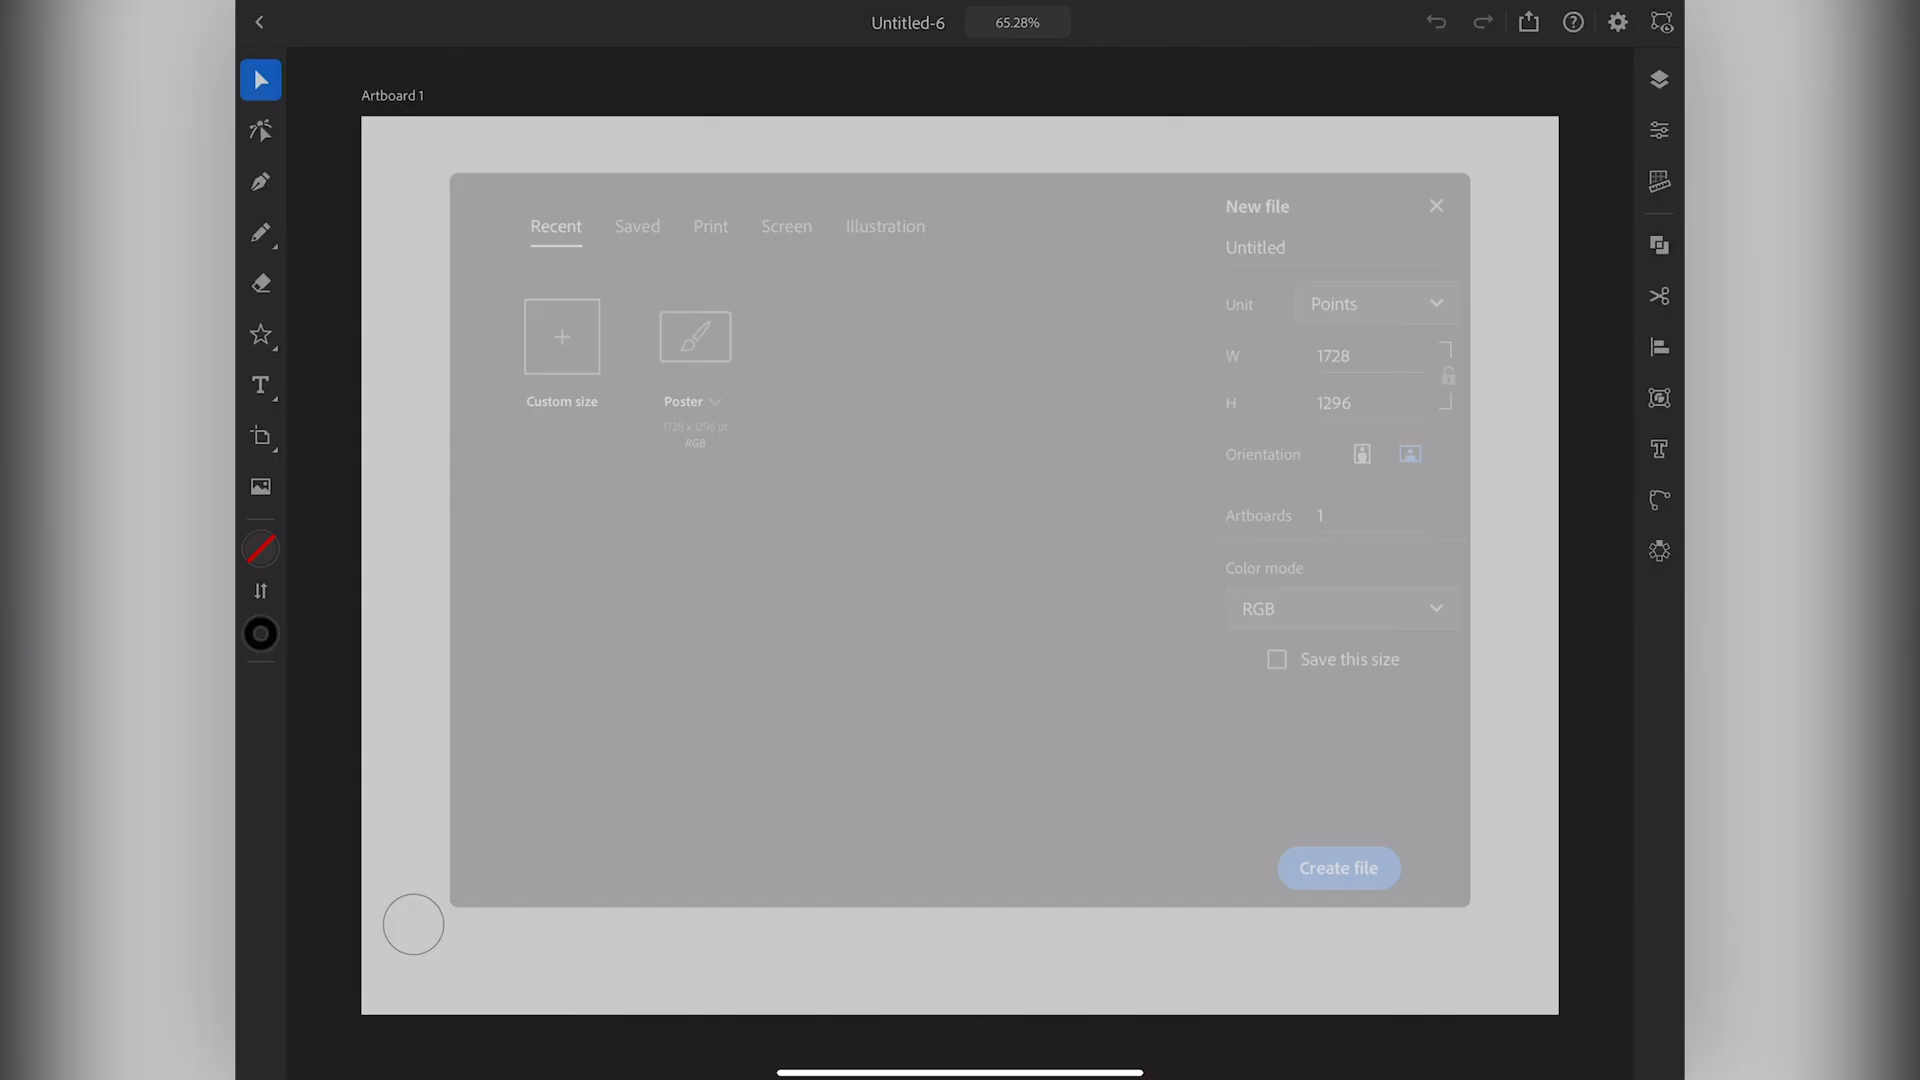 Untitled-6
65.28%
Artboard 1
Recent
Saved
Print
Screen
Illustration
Custom size
Poster
1728 x 1296 pt
RGB
New file
Untitled
Unit
Points
W
1728
H
1296
Orientation
Artboards
1
Color mode
RGB
Save this size
Create file